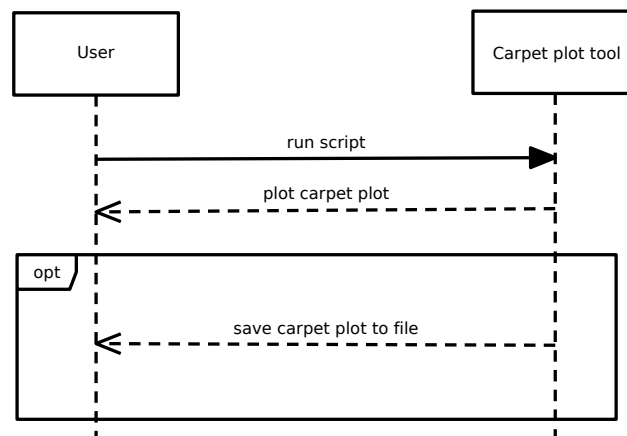 User
Carpet plot tool
run script
plot carpet plot
opt
save carpet plot to file